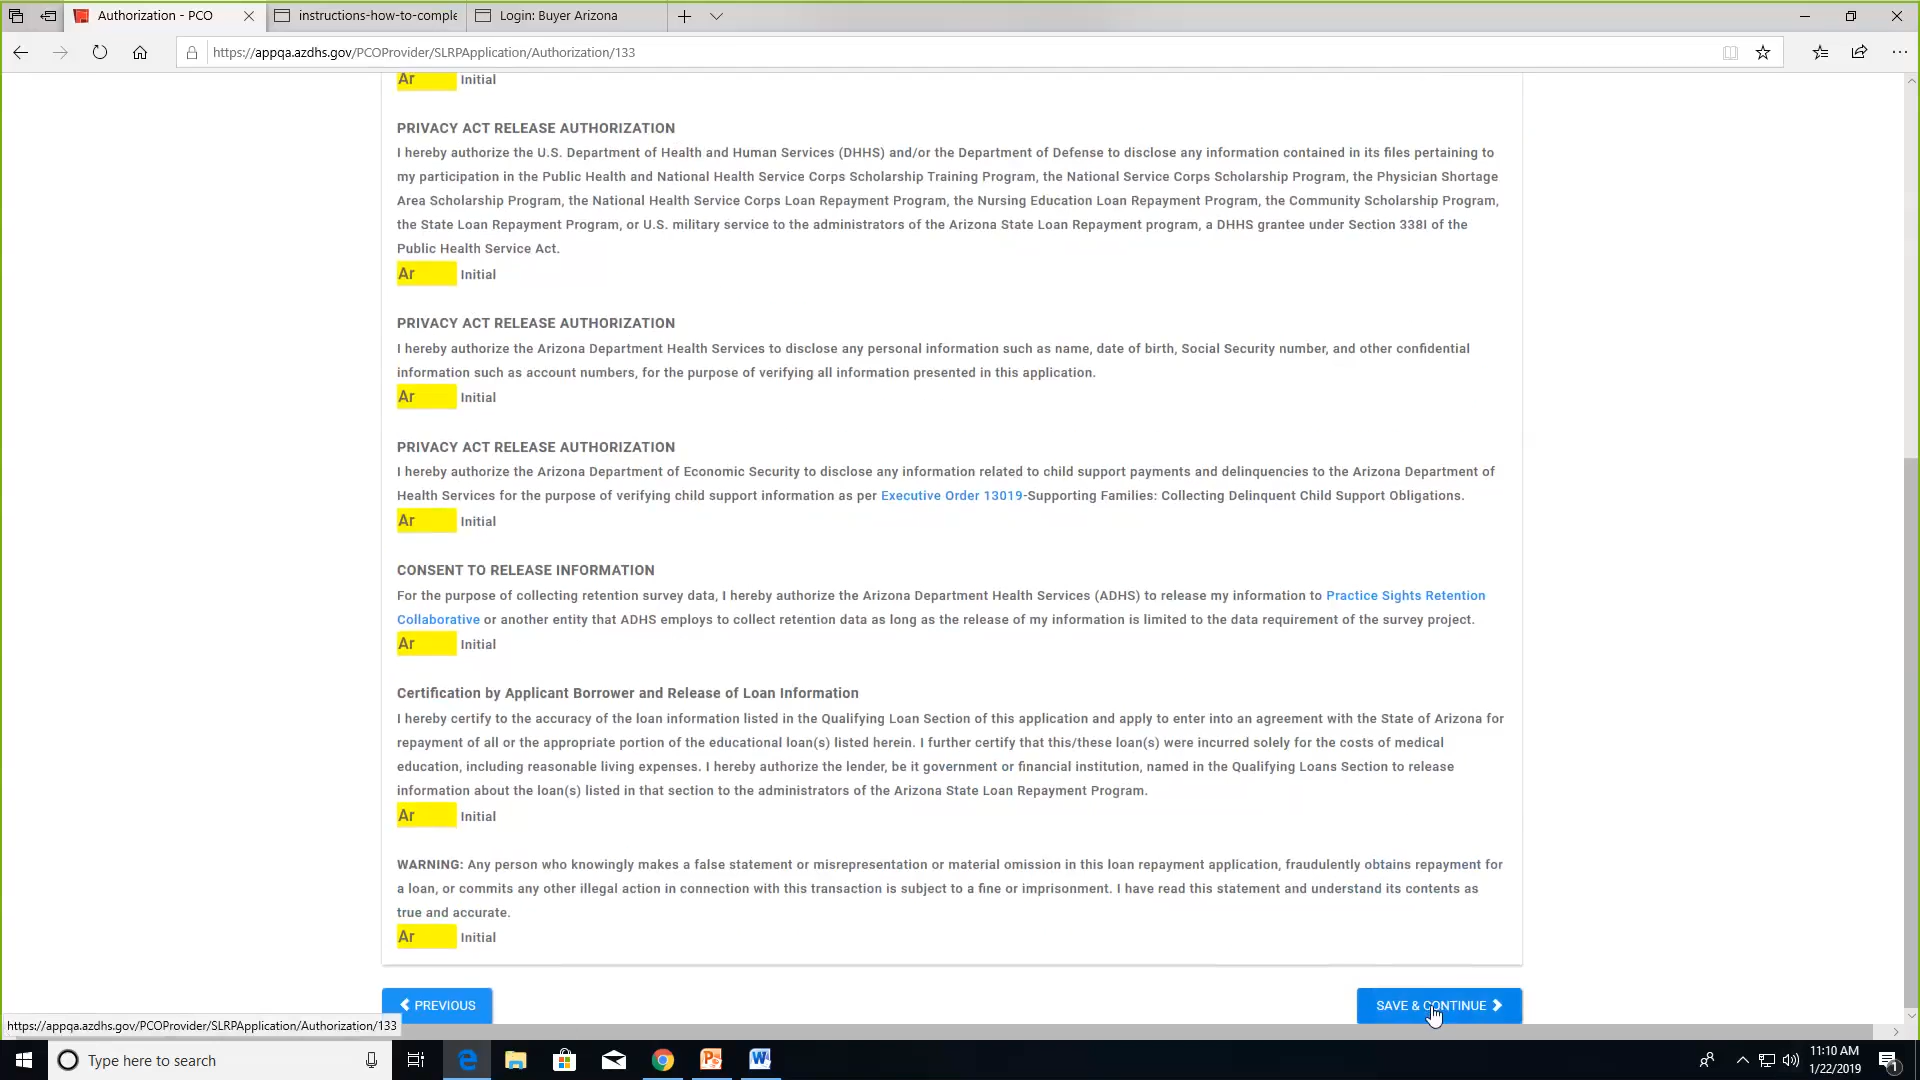 Authorization - PCO
instructions-how-to-comple
Login: Buyer Arizona
https://appqa.azdhs.gov/PCOProvider/SLRPApplication/Authorization/133
Ar Initial
PRIVACY ACT RELEASE AUTHORIZATION
I hereby authorize the U.S. Department of Health and Human Services (DHHS) and/or the Department of Defense to disclose any information contained in its files pertaining to
my participation in the Public Health and National Health Service Corps Scholarship Training Program, the National Service Corps Scholarship Program, the Physician Shortage
Area Scholarship Program, the National Health Service Corps Loan Repayment Program, the Nursing Education Loan Repayment Program, the Community Scholarship Program,
the State Loan Repayment Program, or U.S. military service to the administrators of the Arizona State Loan Repayment program, a DHHS grantee under Section 338I of the
Public Health Service Act.
Ar Initial
PRIVACY ACT RELEASE AUTHORIZATION
I hereby authorize the Arizona Department Health Services to disclose any personal information such as name, date of birth, Social Security number, and other confidential
information such as account numbers, for the purpose of verifying all information presented in this application.
Ar Initial
PRIVACY ACT RELEASE AUTHORIZATION
I hereby authorize the Arizona Department of Economic Security to disclose any information related to child support payments and delinquencies to the Arizona Department of
Health Services for the purpose of verifying child support information as per Executive Order 13019-Supporting Families: Collecting Delinquent Child Support Obligations.
Ar Initial
CONSENT TO RELEASE INFORMATION
For the purpose of collecting retention survey data, I hereby authorize the Arizona Department Health Services (ADHS) to release my information to Practice Sights Retention
Collaborative or another entity that ADHS employs to collect retention data as long as the release of my information is limited to the data requirement of the survey project.
Ar Initial
Certification by Applicant Borrower and Release of Loan Information
I hereby certify to the accuracy of the loan information listed in the Qualifying Loan Section of this application and apply to enter into an agreement with the State of Arizona for
repayment of all or the appropriate portion of the educational loan(s) listed herein. I further certify that this/these loan(s) were incurred solely for the costs of medical
education, including reasonable living expenses. I hereby authorize the lender, be it government or financial institution, named in the Qualifying Loans Section to release
information about the loan(s) listed in that section to the administrators of the Arizona State Loan Repayment Program.
Ar Initial
WARNING: Any person who knowingly makes a false statement or misrepresentation or material omission in this loan repayment application, fraudulently obtains repayment for
a loan, or commits any other illegal action in connection with this transaction is subject to a fine or imprisonment. I have read this statement and understand its contents as
true and accurate.
Ar Initial
PREVIOUS
SAVE & CONTINUE
https://appqa.azdhs.gov/PCOProvider/SLRPApplication/Authorization/133
Type here to search
11:10 AM
1/22/2019
1